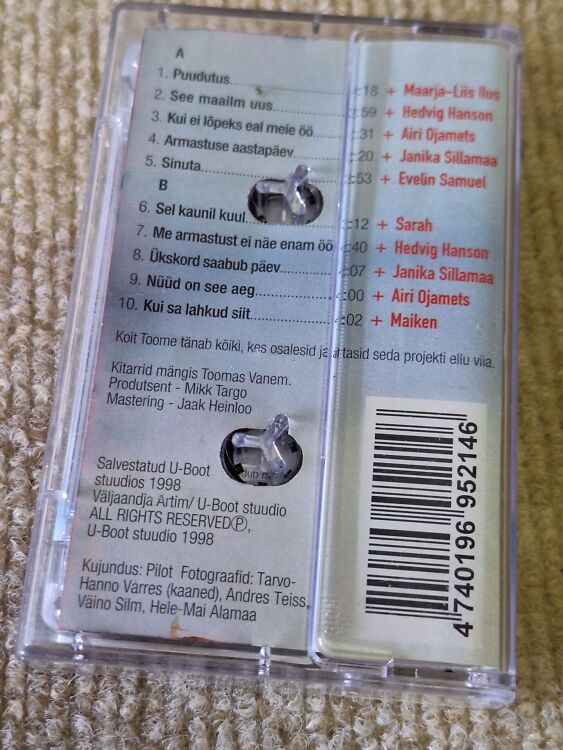 A
1. Puudutus........ :18 + Maarja-Liis Ilus
2. See maailm uus........ :59 + Hedvig Hanson
3. Kui ei lõpeks eal meie öö.... :31 + Airi Ojamets
4. Armastuse aastapäev........ :20 + Janika Sillamaa
5. Sinuta........ :53 + Evelin Samuel
B
6. Sel kaunil kuul........ :12 + Sarah
7. Me armastust ei näe enam öö :40 + Hedvig Hanson
8. Ükskord saabub päev........ :07 + Janika Sillamaa
9. Nüüd on see aeg........ 4:00 + Airi Ojamets
10. Kui sa lahkud siit........ 4:02 + Maiken
Koit Toome tänab kõiki, kes osalesid ja aitasid seda projekti ellu viia.
Kitarrid mängis Toomas Vanem.
Produtsent - Mikk Targo
Mastering - Jaak Heinloo
Salvestatud U-Boot
stuudios 1998
Väljaandja Artim/ U-Boot stuudio
ALL RIGHTS RESERVEDⓅ,
U-Boot stuudio 1998
Kujundus: Pilot Fotograafid: Tarvo-
Hanno Varres (kaaned), Andres Teiss,
Väino Silm, Hele-Mai Alamaa
4740196 952146